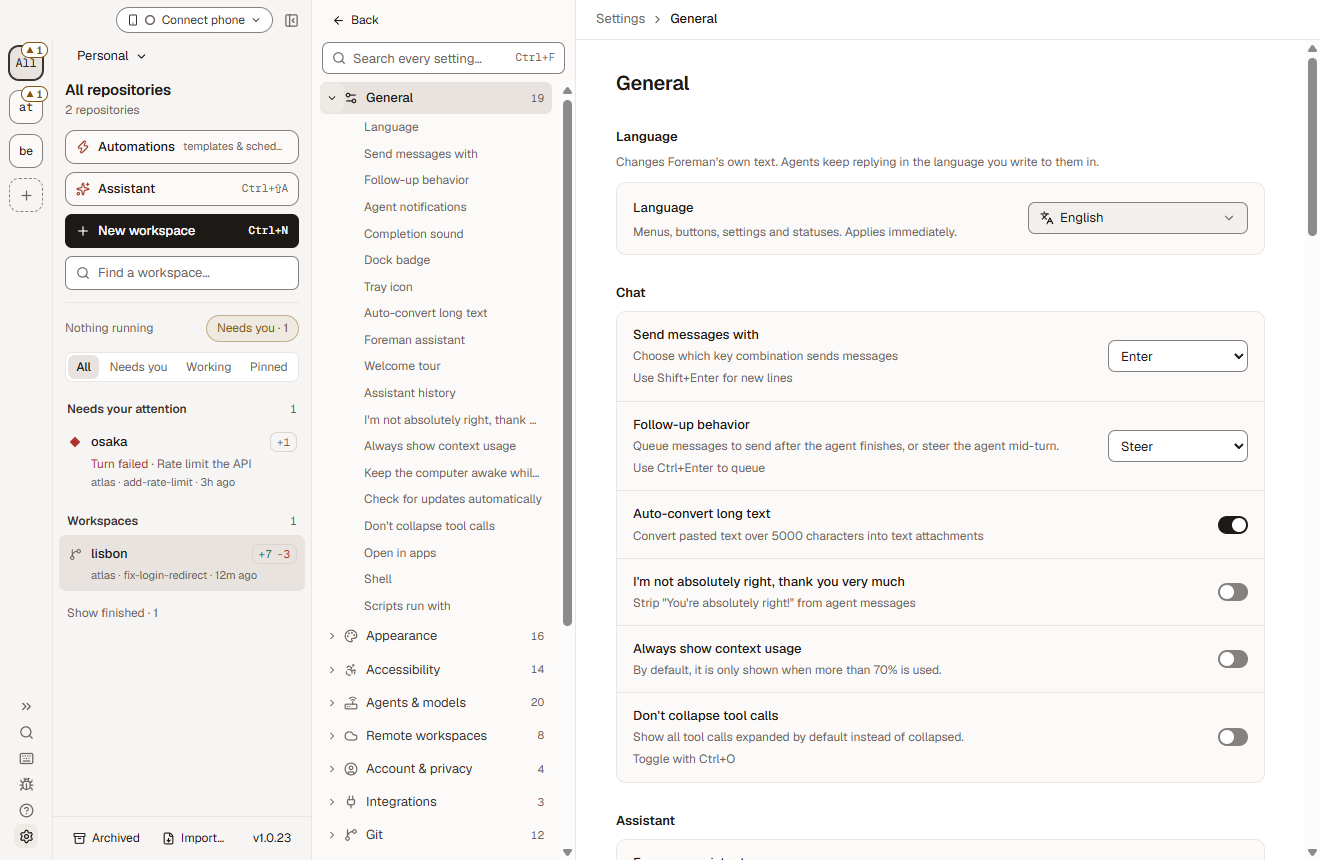 Connect phone
Personal
All repositories
2 repositories
1
All
1
at
be
Automations templates & sched...
Assistant Ctrl+⇧A
New workspace Ctrl+N
Find a workspace...
Nothing running
Needs you · 1
All Needs you Working Pinned
Needs your attention 1
osaka +1
Turn failed · Rate limit the API
atlas · add-rate-limit · 3h ago
Workspaces 1
lisbon +7 -3
atlas · fix-login-redirect · 12m ago
Show finished · 1
Archived Import... v1.0.23
Back
Search every setting... Ctrl+F
General 19
Language
Send messages with
Follow-up behavior
Agent notifications
Completion sound
Dock badge
Tray icon
Auto-convert long text
Foreman assistant
Welcome tour
Assistant history
I'm not absolutely right, thank ...
Always show context usage
Keep the computer awake whil...
Check for updates automatically
Don't collapse tool calls
Open in apps
Shell
Scripts run with
Appearance 16
Accessibility 14
Agents & models 20
Remote workspaces 8
Account & privacy 4
Integrations 3
Git 12
Settings > General
General
Language
Changes Foreman's own text. Agents keep replying in the language you write to them in.
Language
Menus, buttons, settings and statuses. Applies immediately.
English
Chat
Send messages with
Choose which key combination sends messages
Use Shift+Enter for new lines
Enter
Follow-up behavior
Queue messages to send after the agent finishes, or steer the agent mid-turn.
Use Ctrl+Enter to queue
Steer
Auto-convert long text
Convert pasted text over 5000 characters into text attachments
I'm not absolutely right, thank you very much
Strip "You're absolutely right!" from agent messages
Always show context usage
By default, it is only shown when more than 70% is used.
Don't collapse tool calls
Show all tool calls expanded by default instead of collapsed.
Toggle with Ctrl+O
Assistant